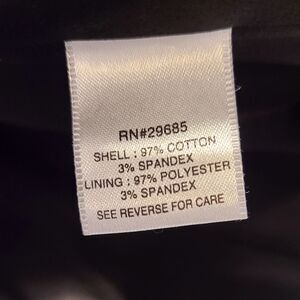 RN#29685
SHELL : 97% COTTON
3% SPANDEX
LINING : 97% POLYESTER
3% SPANDEX
SEE REVERSE FOR CARE